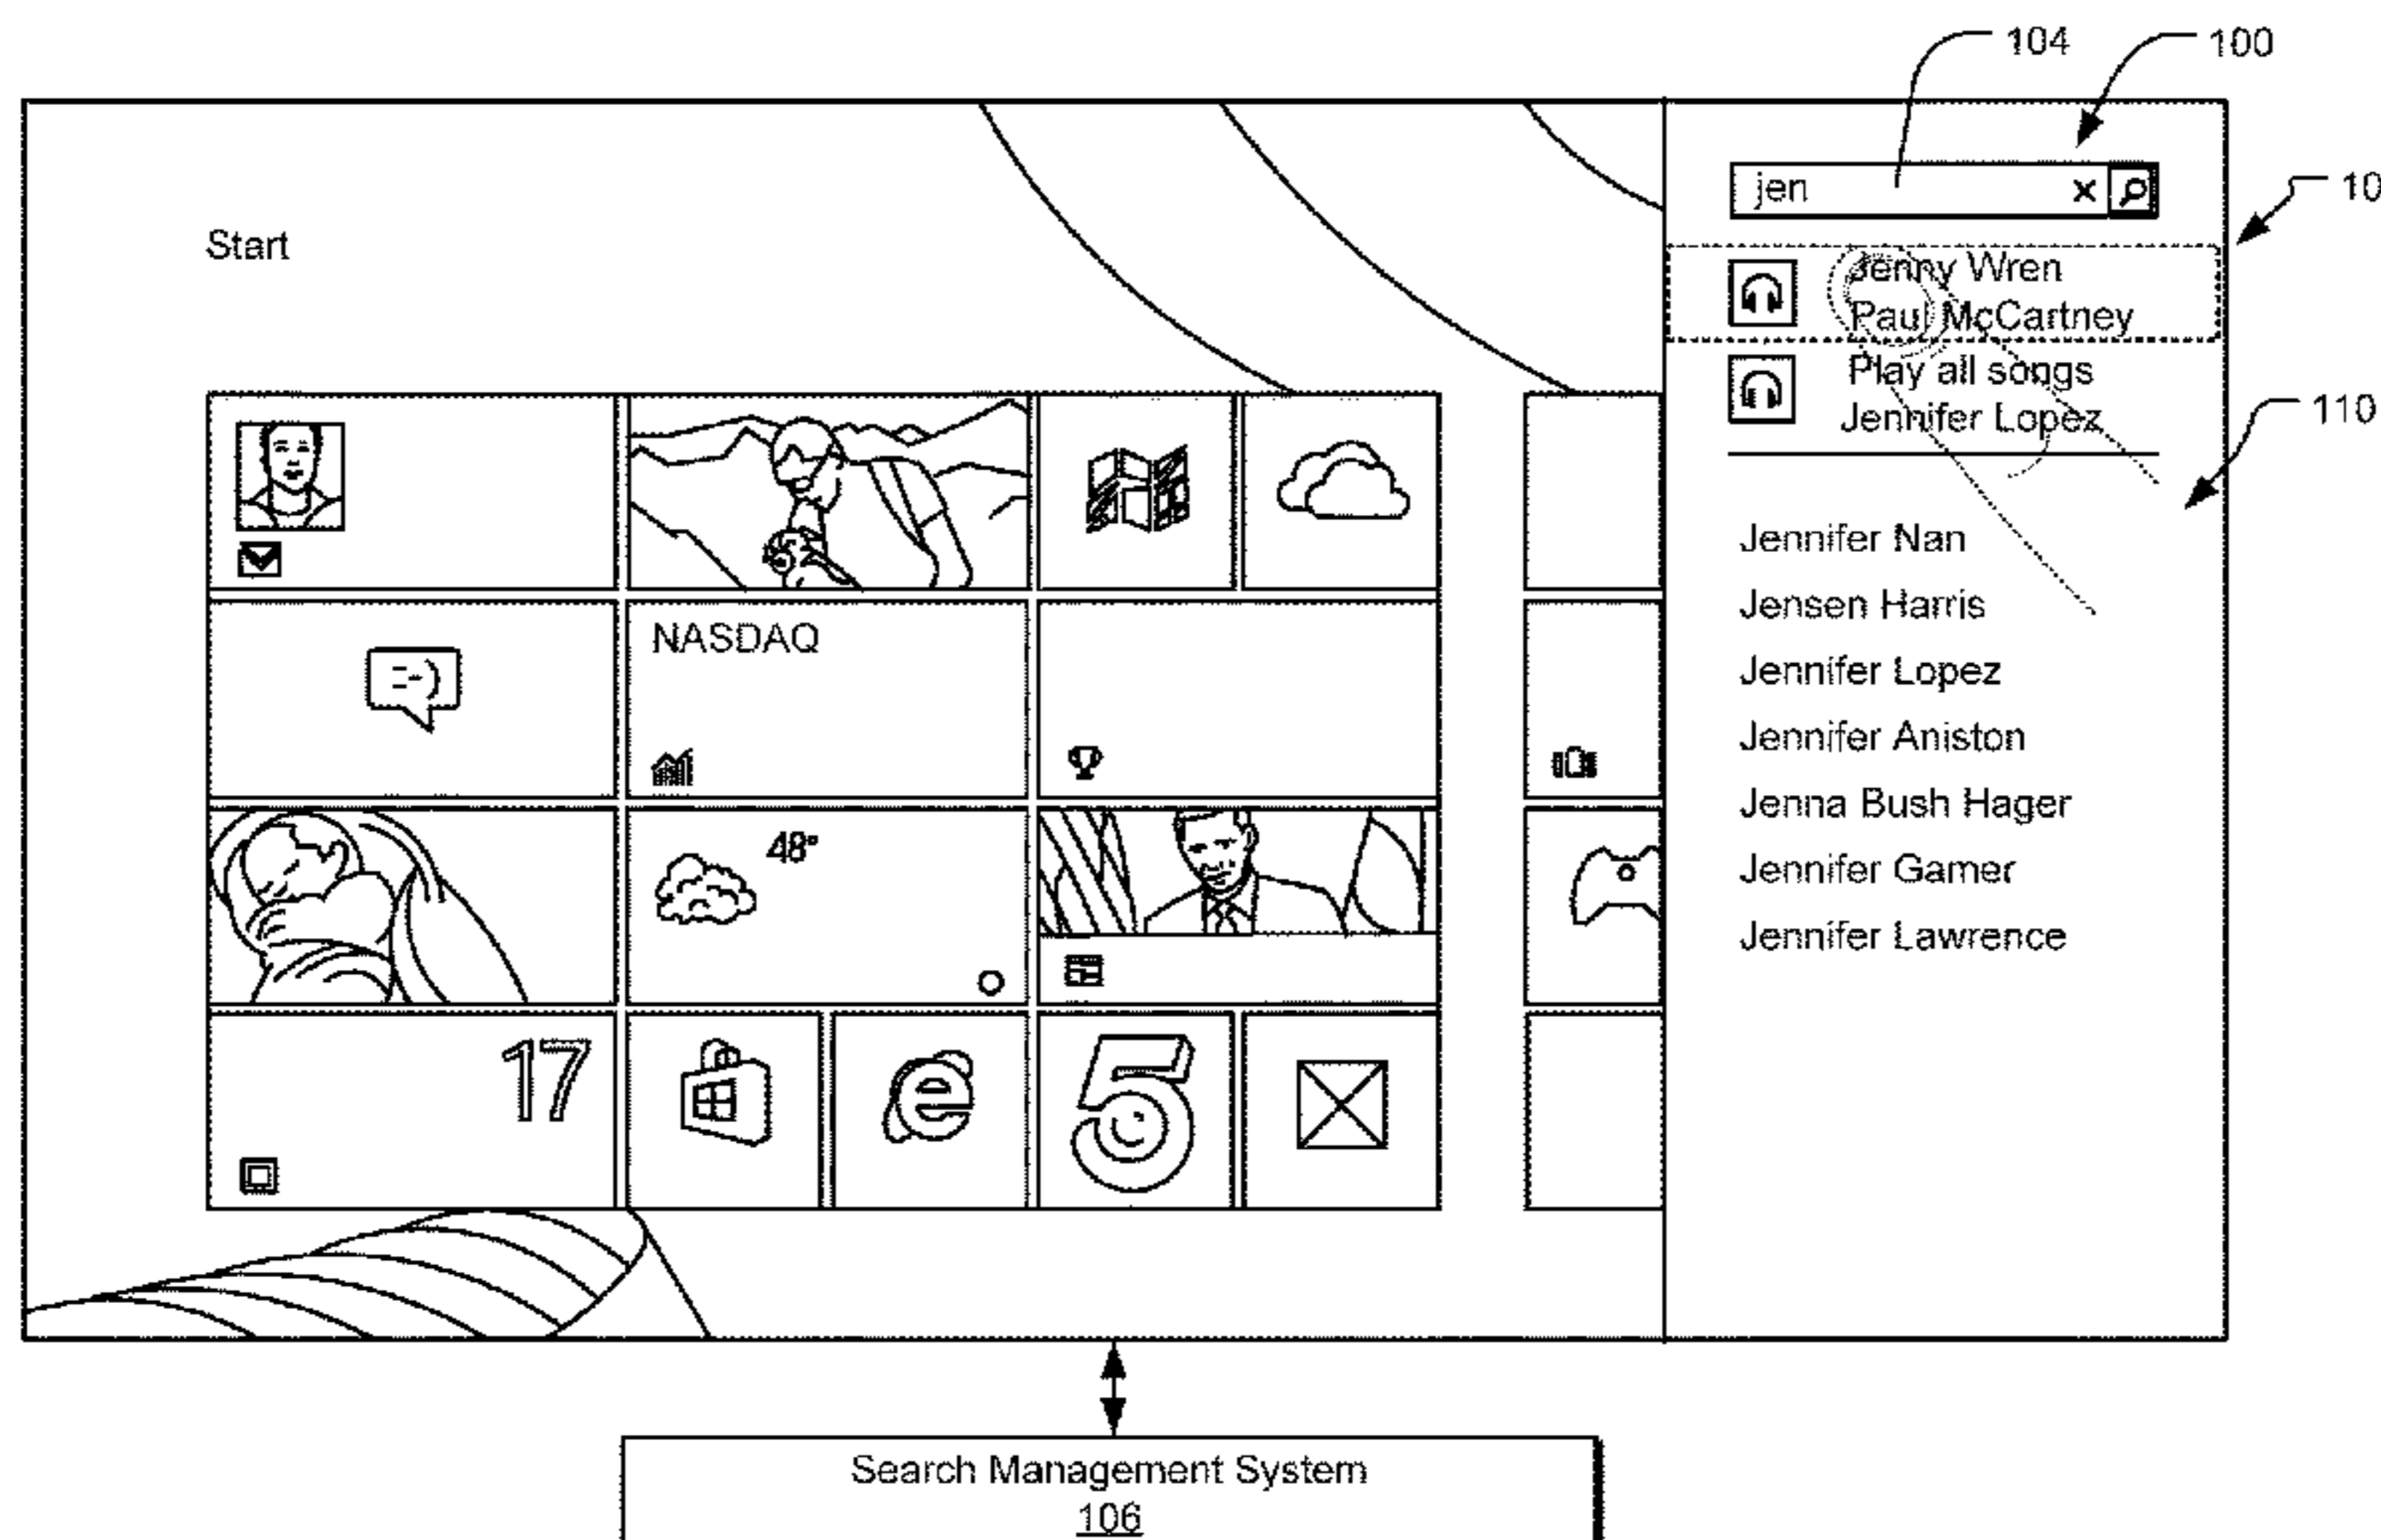 104
100
jen
10
Start
Jenny Wren
Paul McCartney
Play all songs
Jennifer Lopez
110
Jennifer Nan
Jensen Harris
NASDAQ
Jennifer Lopez
Jennifer Aniston
Jenna Bush Hager
48°
Jennifer Garner
Jennifer Lawrence
17
5
Search Management System
106